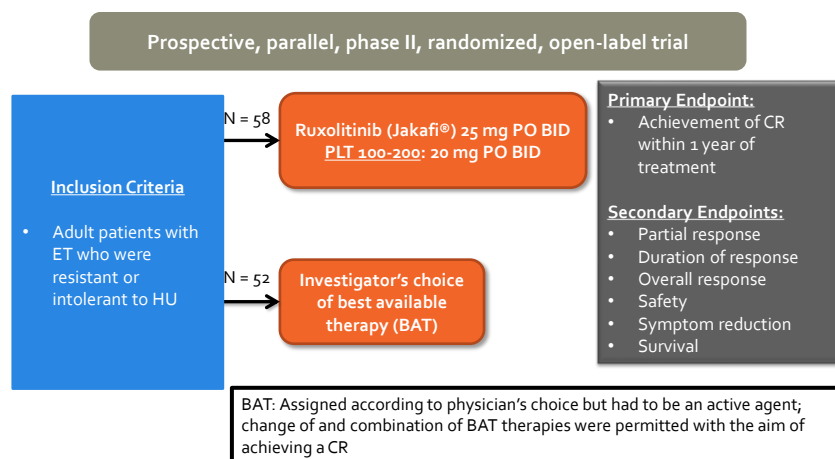 Prospective, parallel, phase II, randomized, open-label trial
Inclusion Criteria
• Adult patients with
ET who were
resistant or
intolerant to HU
N = 58
Ruxolitinib (Jakafi®) 25 mg PO BID
PLT 100-200: 20 mg PO BID
N = 52
Investigator’s choice
of best available
therapy (BAT)
Primary Endpoint:
• Achievement of CR
within 1 year of
treatment
Secondary Endpoints:
• Partial response
• Duration of response
• Overall response
• Safety
• Symptom reduction
• Survival
BAT: Assigned according to physician’s choice but had to be an active agent;
change of and combination of BAT therapies were permitted with the aim of
achieving a CR